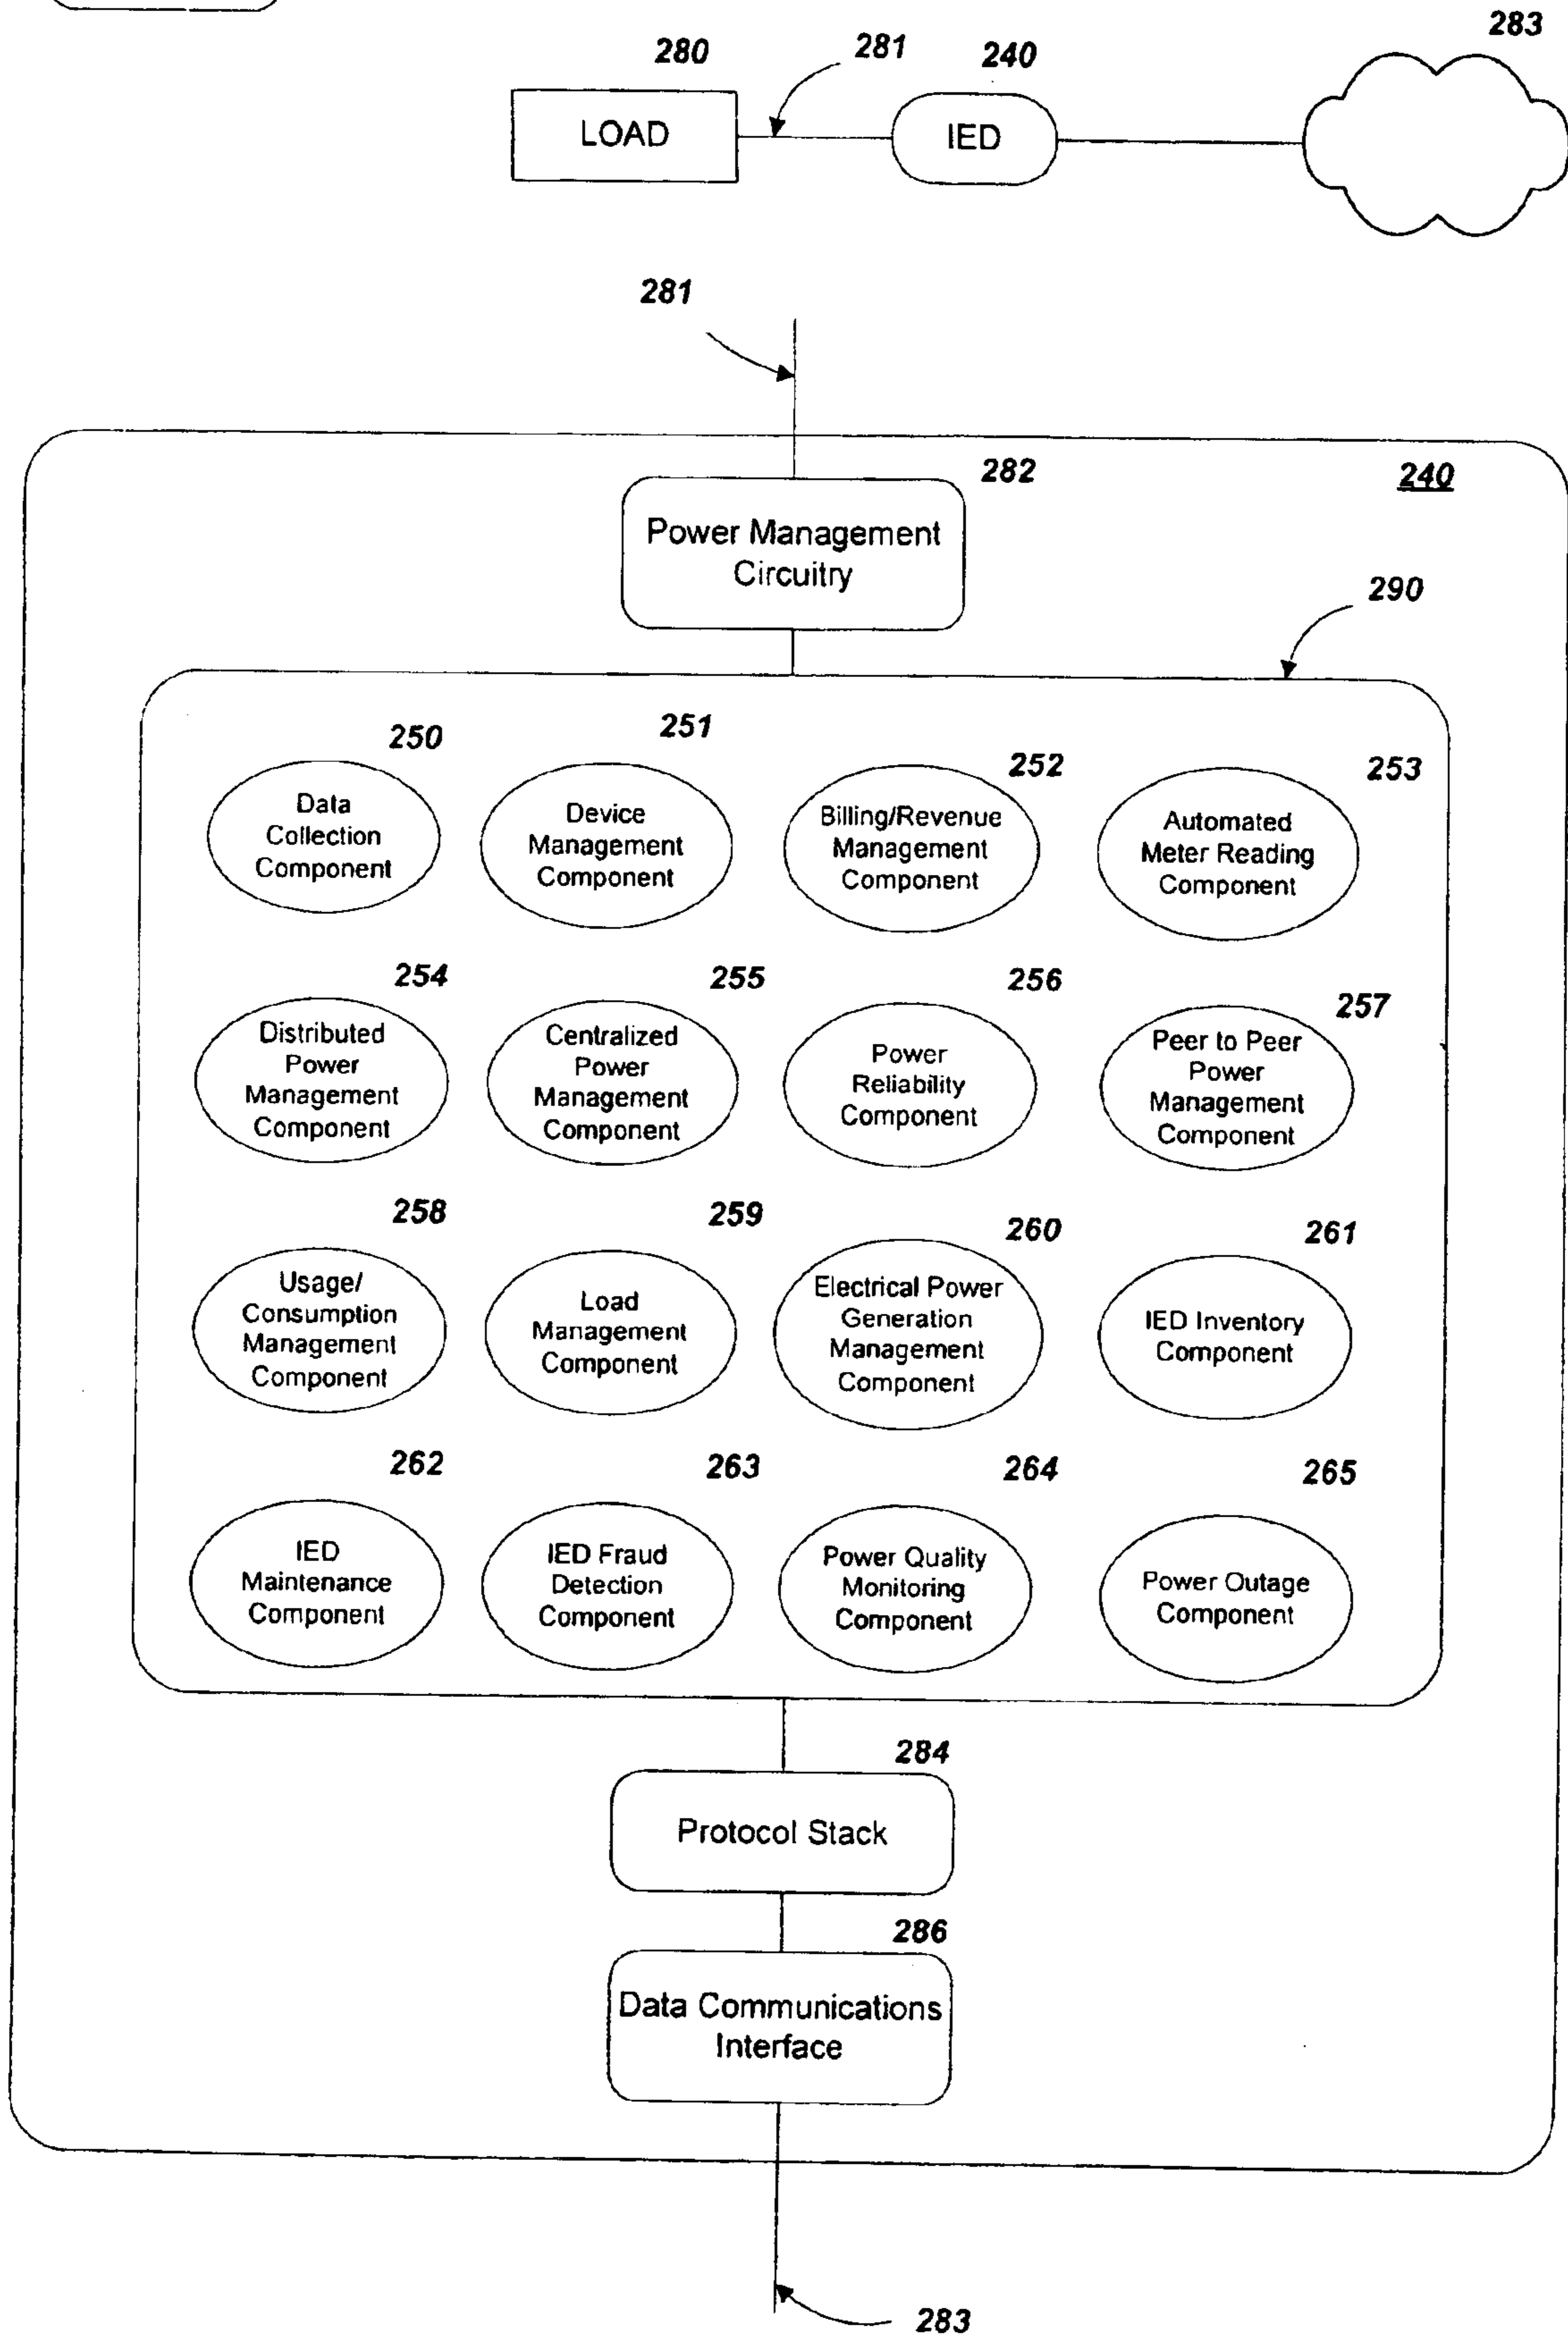 283
280
281
240
LOAD
IED
281
282
240
Power Management
Circuitry
290
250
251
252
253
Data
Collection
Component
Device
Management
Component
Billing/Revenue
Management
Component
Automated
Meter Reading
Component
254
255
256
257
Distributed
Power
Management
Component
Centralized
Power
Management
Component
Power
Reliability
Component
Peer to Peer
Power
Management
Component
258
259
260
261
Usage/
Consumption
Management
Component
Load
Management
Component
Electrical Power
Generation
Management
Component
IED Inventory
Component
262
263
264
265
IED
Maintenance
Component
IED Fraud
Detection
Component
Power Quality
Monitoring
Component
Power Outage
Component
284
Protocol Stack
286
Data Communications
Interface
283